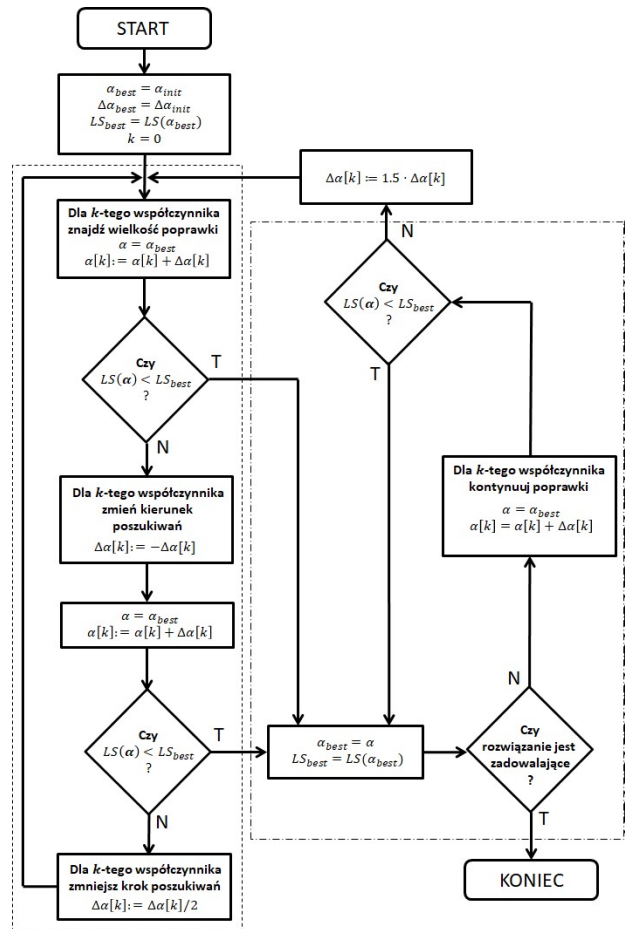 START
α_best = α_init
Δα_best = Δα_init
LS_best = LS(α_best)
k = 0
Δα[k] := 1.5 · Δα[k]
Dla k-tego współczynnika
znajdź wielkość poprawki
α = α_best
α[k] := α[k] + Δα[k]
N
Czy
LS(α) < LS_best
?
T
Czy
LS(α) < LS_best
?
T
N
Dla k-tego współczynnika
zmień kierunek
poszukiwań
Δα[k] := −Δα[k]
Dla k-tego współczynnika
kontynuuj poprawki
α = α_best
α[k] = α[k] + Δα[k]
α = α_best
α[k] := α[k] + Δα[k]
N
Czy
LS(α) < LS_best
?
T
α_best = α
LS_best = LS(α_best)
Czy
rozwiązanie jest
zadowalające
?
N
T
Dla k-tego współczynnika
zmniejsz krok poszukiwań
Δα[k] := Δα[k]/2
KONIEC